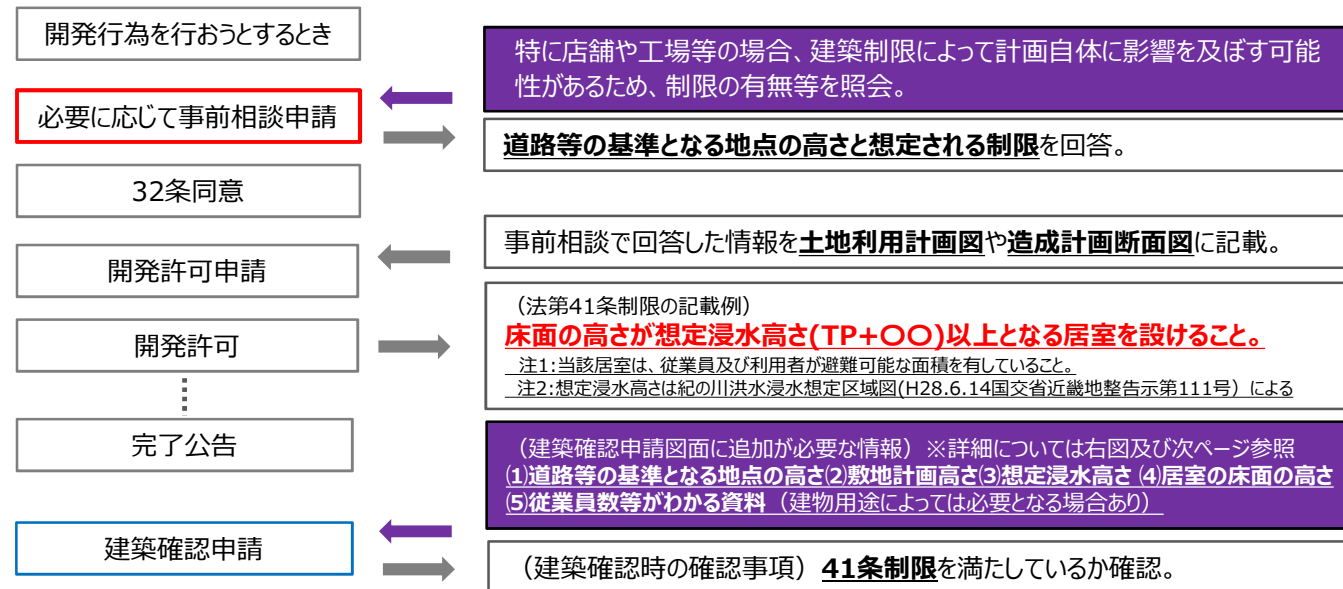 開発行為を行おうとするとき
特に店舗や工場等の場合、建築制限によって計画自体に影響を及ぼす可能
性があるため、制限の有無等を照会。
必要に応じて事前相談申請
道路等の基準となる地点の高さと想定される制限を回答。
32条同意
事前相談で回答した情報を土地利用計画図や造成計画断面図に記載。
開発許可申請
（法第41条制限の記載例）
床面の高さが想定浸水高さ(TP+〇〇)以上となる居室を設けること。
注1:当該居室は、従業員及び利用者が避難可能な面積を有していること。
注2:想定浸水高さは紀の川洪水浸水想定区域図(H28.6.14国交省近畿地整告示第111号）による
開発許可
完了公告
（建築確認申請図面に追加が必要な情報）※詳細については右図及び次ページ参照
⑴道路等の基準となる地点の高さ⑵敷地計画高さ⑶想定浸水高さ ⑷居室の床面の高さ
⑸従業員数等がわかる資料（建物用途によっては必要となる場合あり）
建築確認申請
（建築確認時の確認事項）41条制限を満たしているか確認。